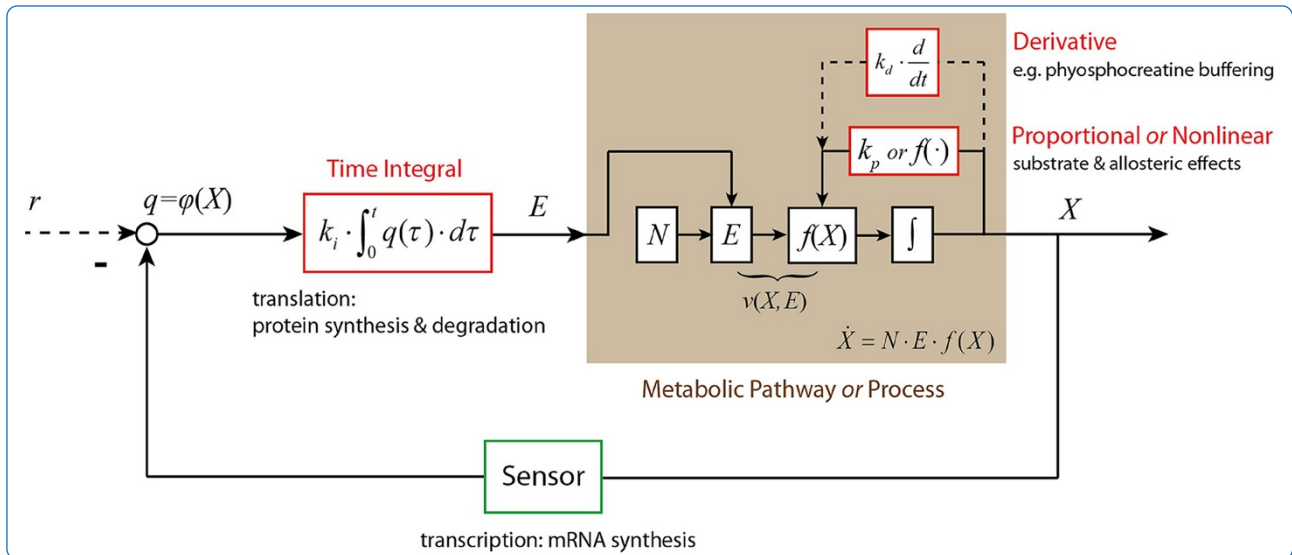 Derivative
e.g. phyosphocreatine buffering
k_d · d/dt
Proportional or Nonlinear
substrate & allosteric effects
k_p or f(·)
Time Integral
r
q=φ(X)
k_i · ∫_0^t q(τ) · dτ
E
N
E
f(X)
∫
X
-
v(X,E)
translation:
protein synthesis & degradation
Ẋ = N · E · f(X)
Metabolic Pathway or Process
Sensor
transcription: mRNA synthesis